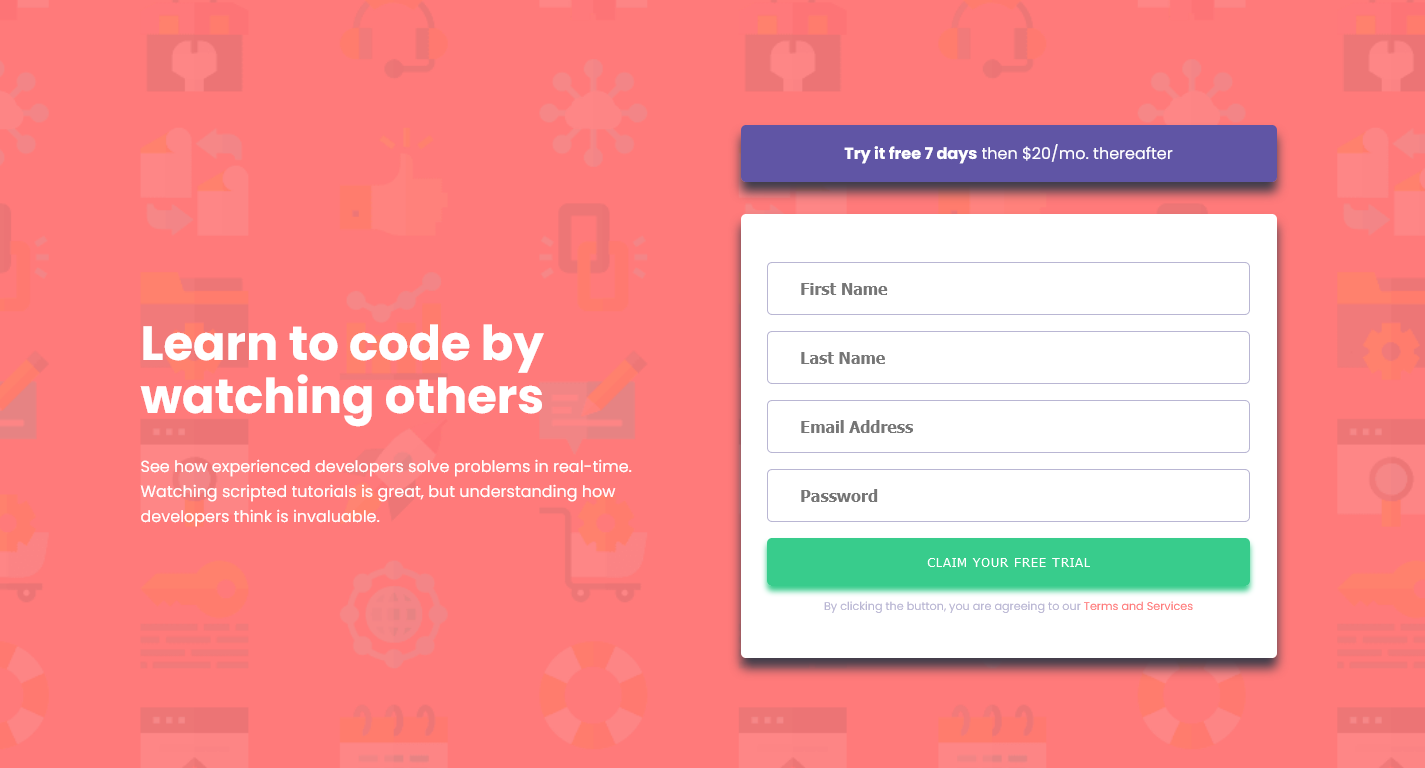 Learn to code by
watching others
See how experienced developers solve problems in real-time.
Watching scripted tutorials is great, but understanding how
developers think is invaluable.
Try it free 7 days then $20/mo. thereafter
First Name
Last Name
Email Address
Password
CLAIM YOUR FREE TRIAL
By clicking the button, you are agreeing to our Terms and Services